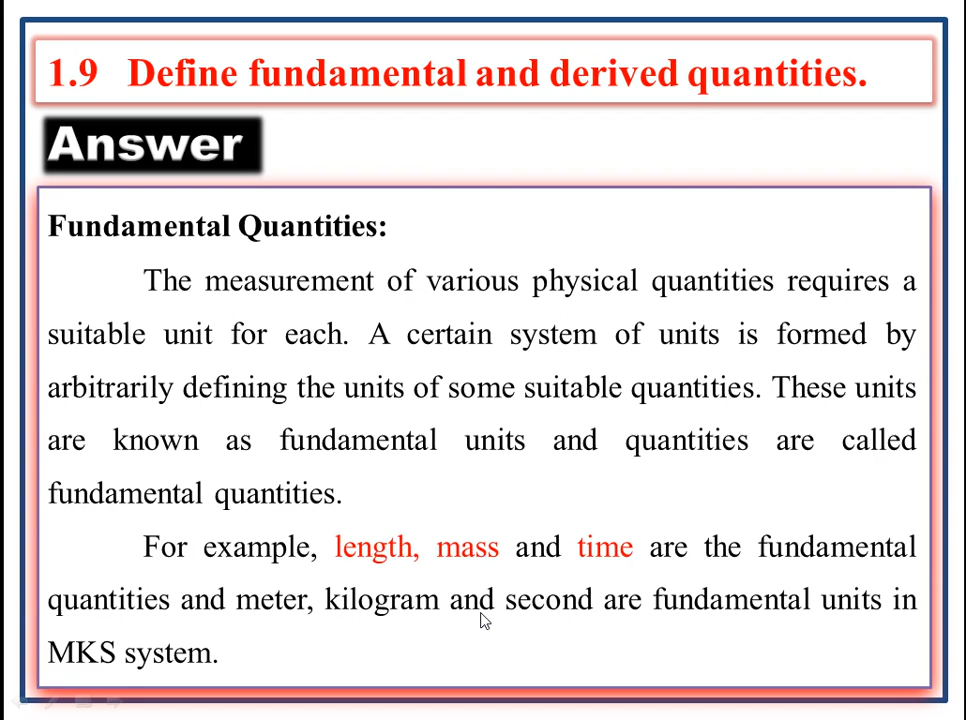 1.9 Define fundamental and derived quantities.
Answer
Fundamental Quantities:
The measurement of various physical quantities requires a
suitable unit for each. A certain system of units is formed by
arbitrarily defining the units of some suitable quantities. These units
are known as fundamental units and quantities are called
fundamental quantities.
For example, length, mass and time are the fundamental
quantities and meter, kilogram and second are fundamental units in
MKS system.